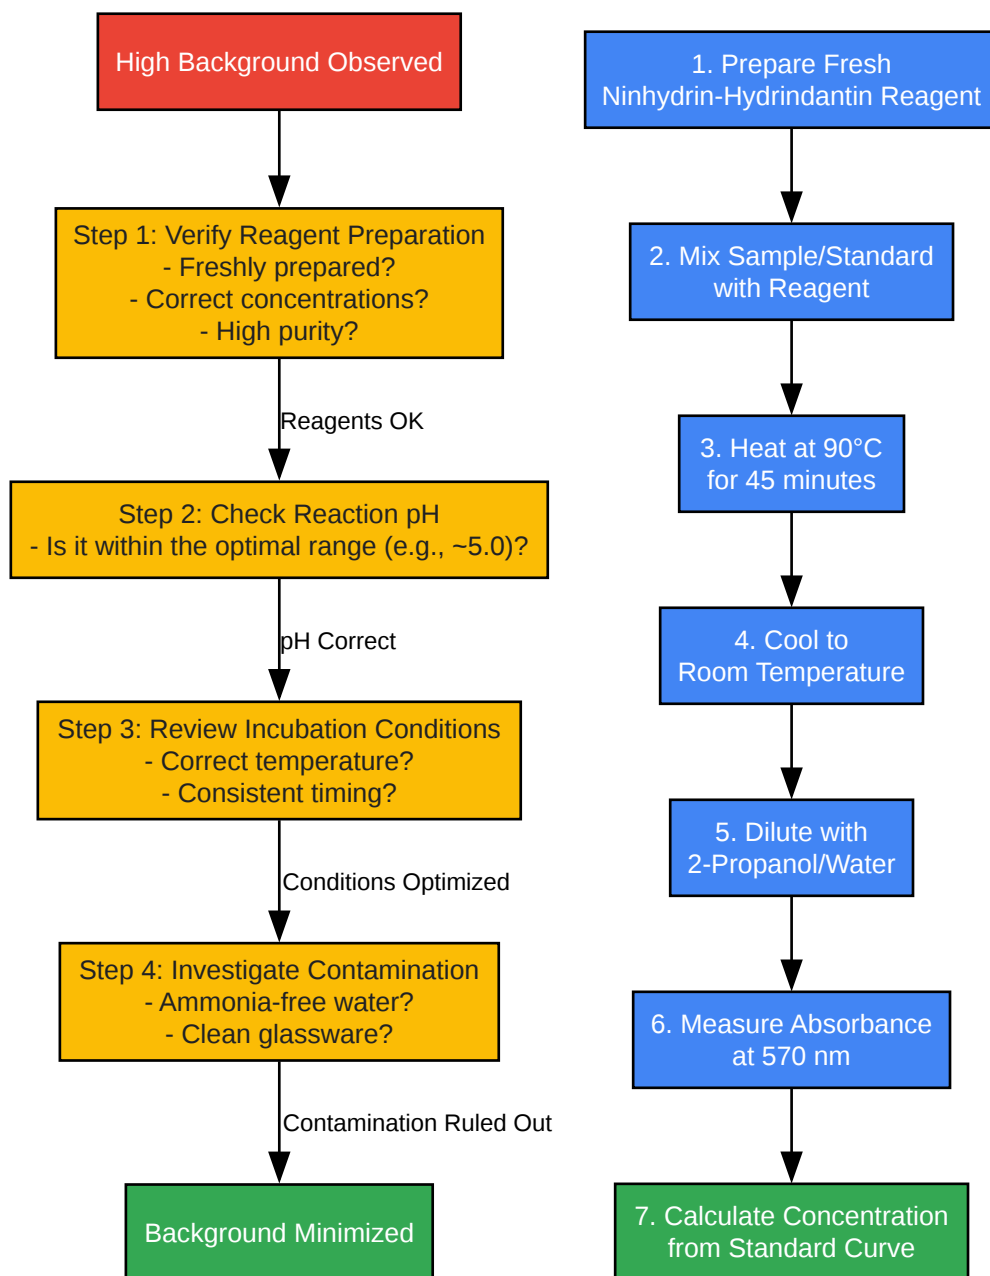 High Background Observed
Step 1: Verify Reagent Preparation
- Freshly prepared?
- Correct concentrations?
- High purity?
Reagents OK
Step 2: Check Reaction pH
- Is it within the optimal range (e.g., ~5.0)?
pH Correct
Step 3: Review Incubation Conditions
- Correct temperature?
- Consistent timing?
Conditions Optimized
Step 4: Investigate Contamination
- Ammonia-free water?
- Clean glassware?
Contamination Ruled Out
Background Minimized
1. Prepare Fresh
Ninhydrin-Hydrindantin Reagent
2. Mix Sample/Standard
with Reagent
3. Heat at 90°C
for 45 minutes
4. Cool to
Room Temperature
5. Dilute with
2-Propanol/Water
6. Measure Absorbance
at 570 nm
7. Calculate Concentration
from Standard Curve